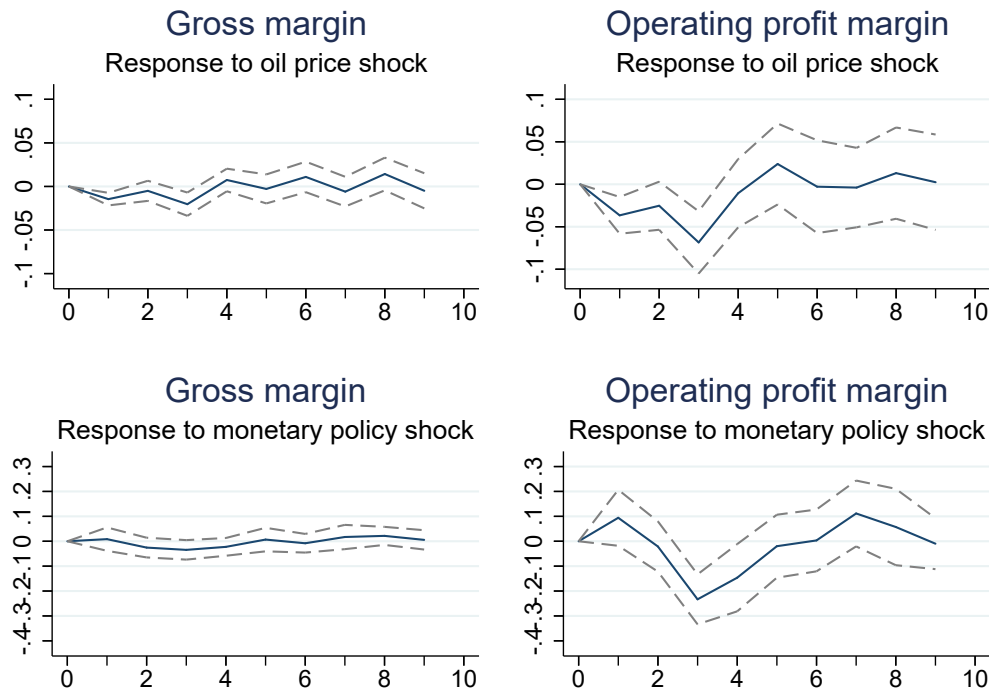 Gross margin
Response to oil price shock
.1
.05
0
-.05
-.1
0 2 4 6 8 10
Operating profit margin
Response to oil price shock
.1
.05
0
-.05
-.1
0 2 4 6 8 10
Gross margin
Response to monetary policy shock
.3
.2
.1
0
-.1
-.2
-.3
-.4
0 2 4 6 8 10
Operating profit margin
Response to monetary policy shock
.3
.2
.1
0
-.1
-.2
-.3
-.4
0 2 4 6 8 10